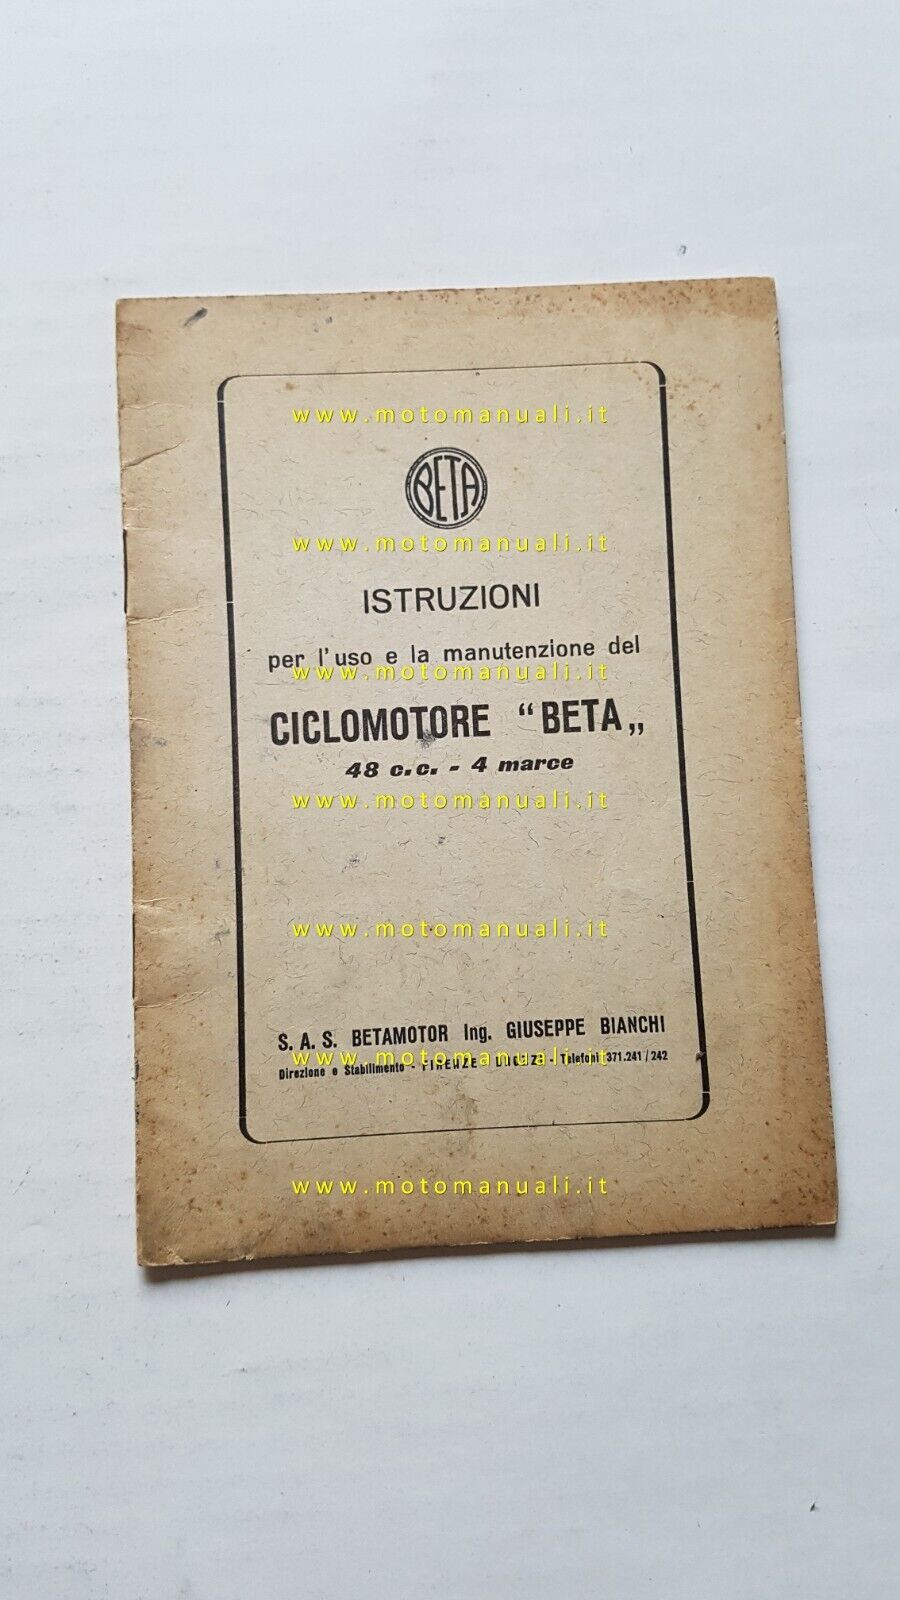 www.motomanuali.it
BETA
www.motomanuali.it
ISTRUZIONI
per l'uso e la manutenzione del
www.motomanuali.it
CICLOMOTORE “BETA„
48 c.c. - 4 marce
www.motomanuali.it
www.motomanuali.it
S. A. S. BETAMOTOR Ing. GIUSEPPE BIANCHI
www.motomanuali.it
Direzione e Stabilimento - FIRENZE - Telefoni 371.241/242
www.motomanuali.it